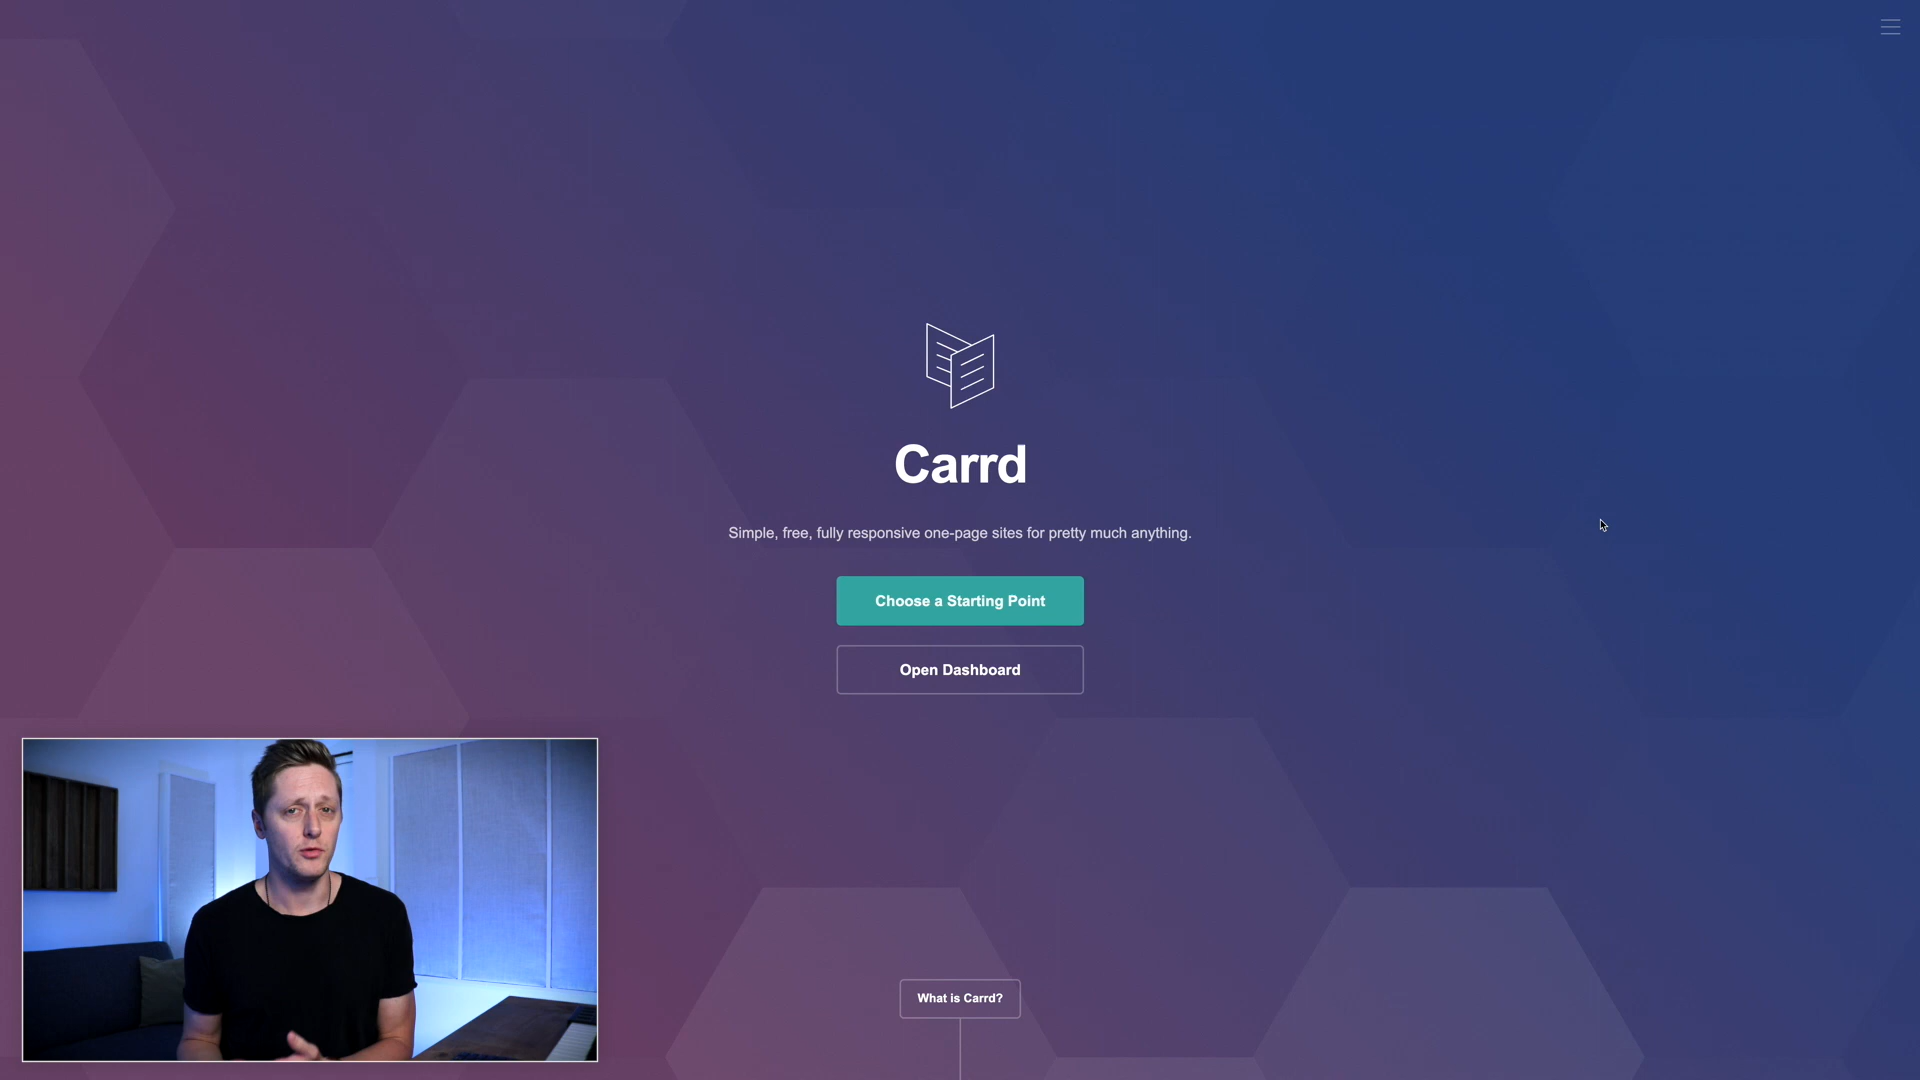 Carrd
Simple, free, fully responsive one-page sites for pretty much anything.
Choose a Starting Point
Open Dashboard
What is Carrd?